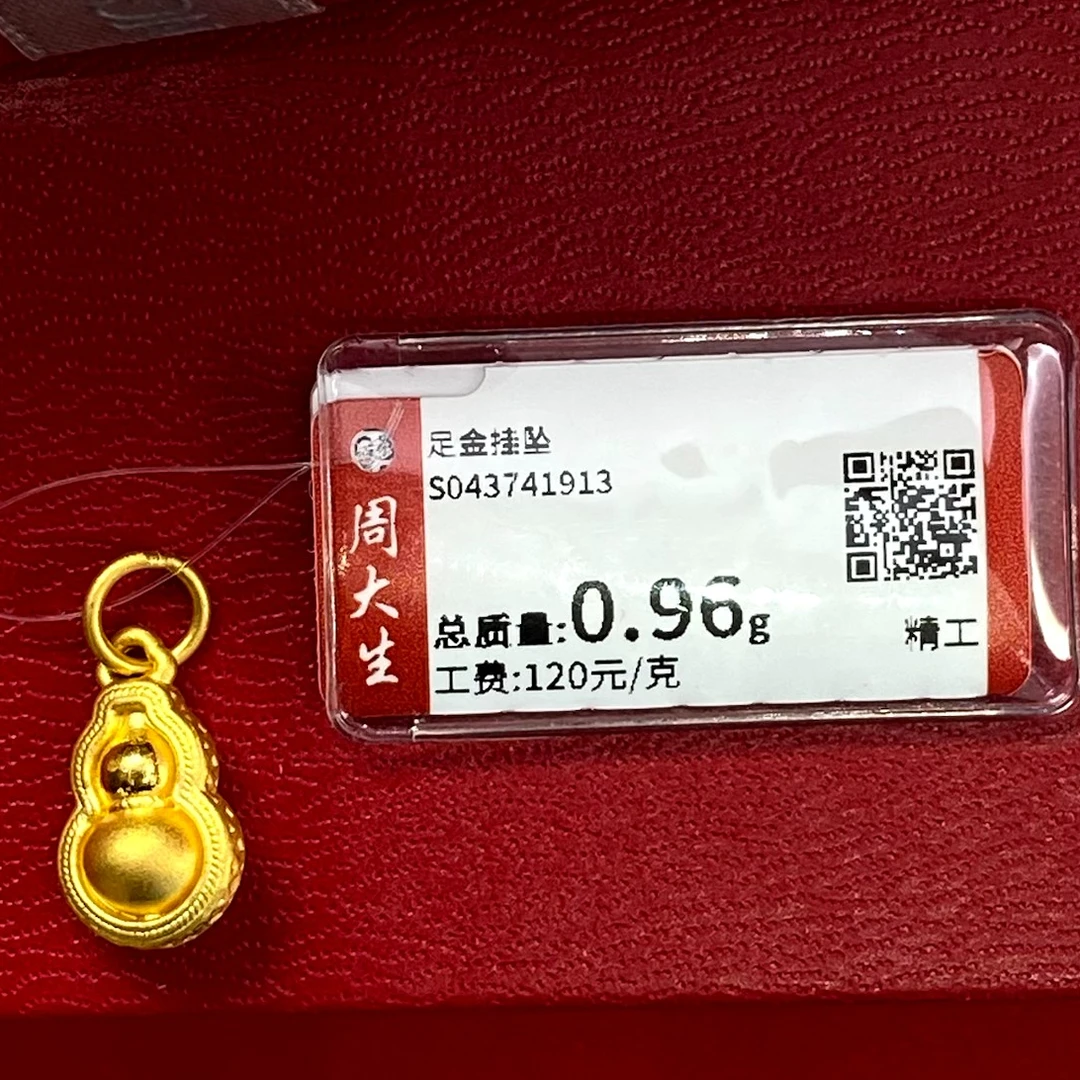 周大生
足金挂坠
S043741913
总质量:0.96g
工费:120元/克
精工